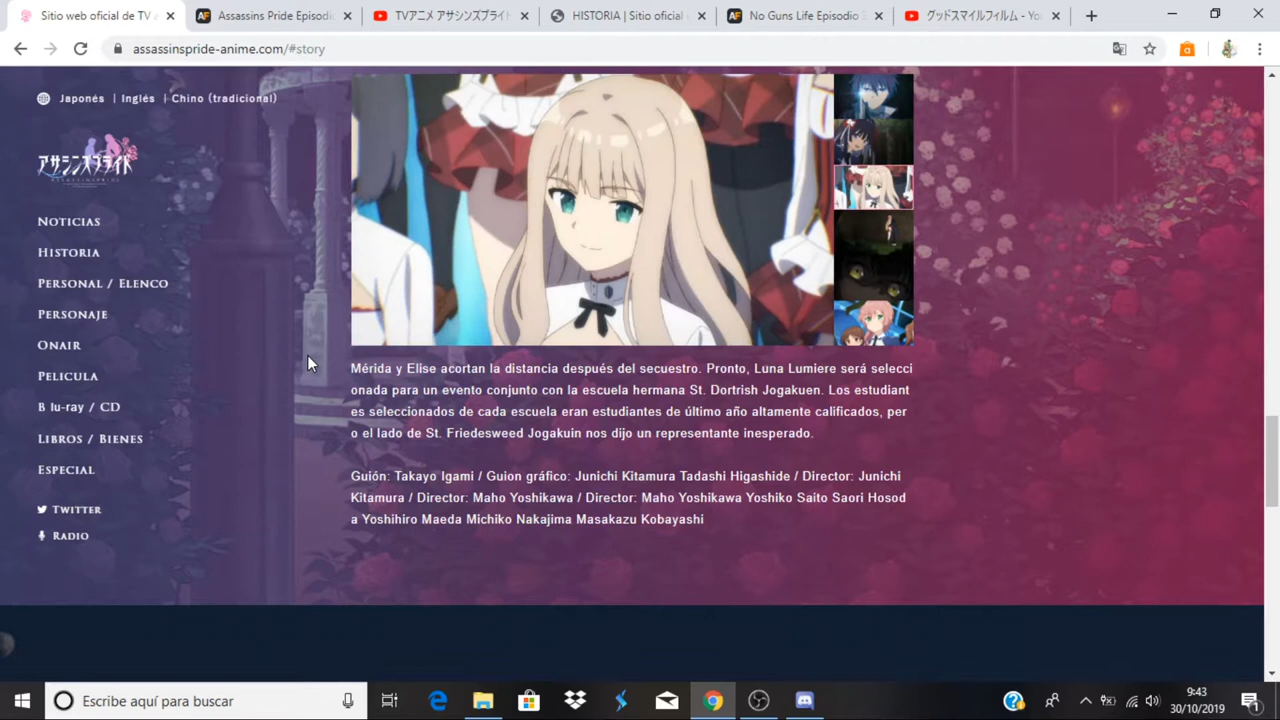 Sitio web oficial de TV a
Assassins Pride Episodio
TVアニメ アサシンズプライド
HISTORIA | Sitio oficial
No Guns Life Episodio
グッドスマイルフィルム - Yo
assassinspride-anime.com/#story
Japonés | Inglés | Chino (tradicional)
アサシンズプライド
ASSASSINSPRIDE
Noticias
Historia
Personal / Elenco
Personaje
Onair
Pelicula
B lu-ray / CD
Libros / Bienes
Especial
Twitter
Radio
Mérida y Elise acortan la distancia después del secuestro. Pronto, Luna Lumiere será selecci
onada para un evento conjunto con la escuela hermana St. Dortrish Jogakuen. Los estudiant
es seleccionados de cada escuela eran estudiantes de último año altamente calificados, per
o el lado de St. Friedesweed Jogakuin nos dijo un representante inesperado.
Guión: Takayo Igami / Guion gráfico: Junichi Kitamura Tadashi Higashide / Director: Junichi
Kitamura / Director: Maho Yoshikawa / Director: Maho Yoshikawa Yoshiko Saito Saori Hosod
a Yoshihiro Maeda Michiko Nakajima Masakazu Kobayashi
Escribe aquí para buscar
9:43
30/10/2019